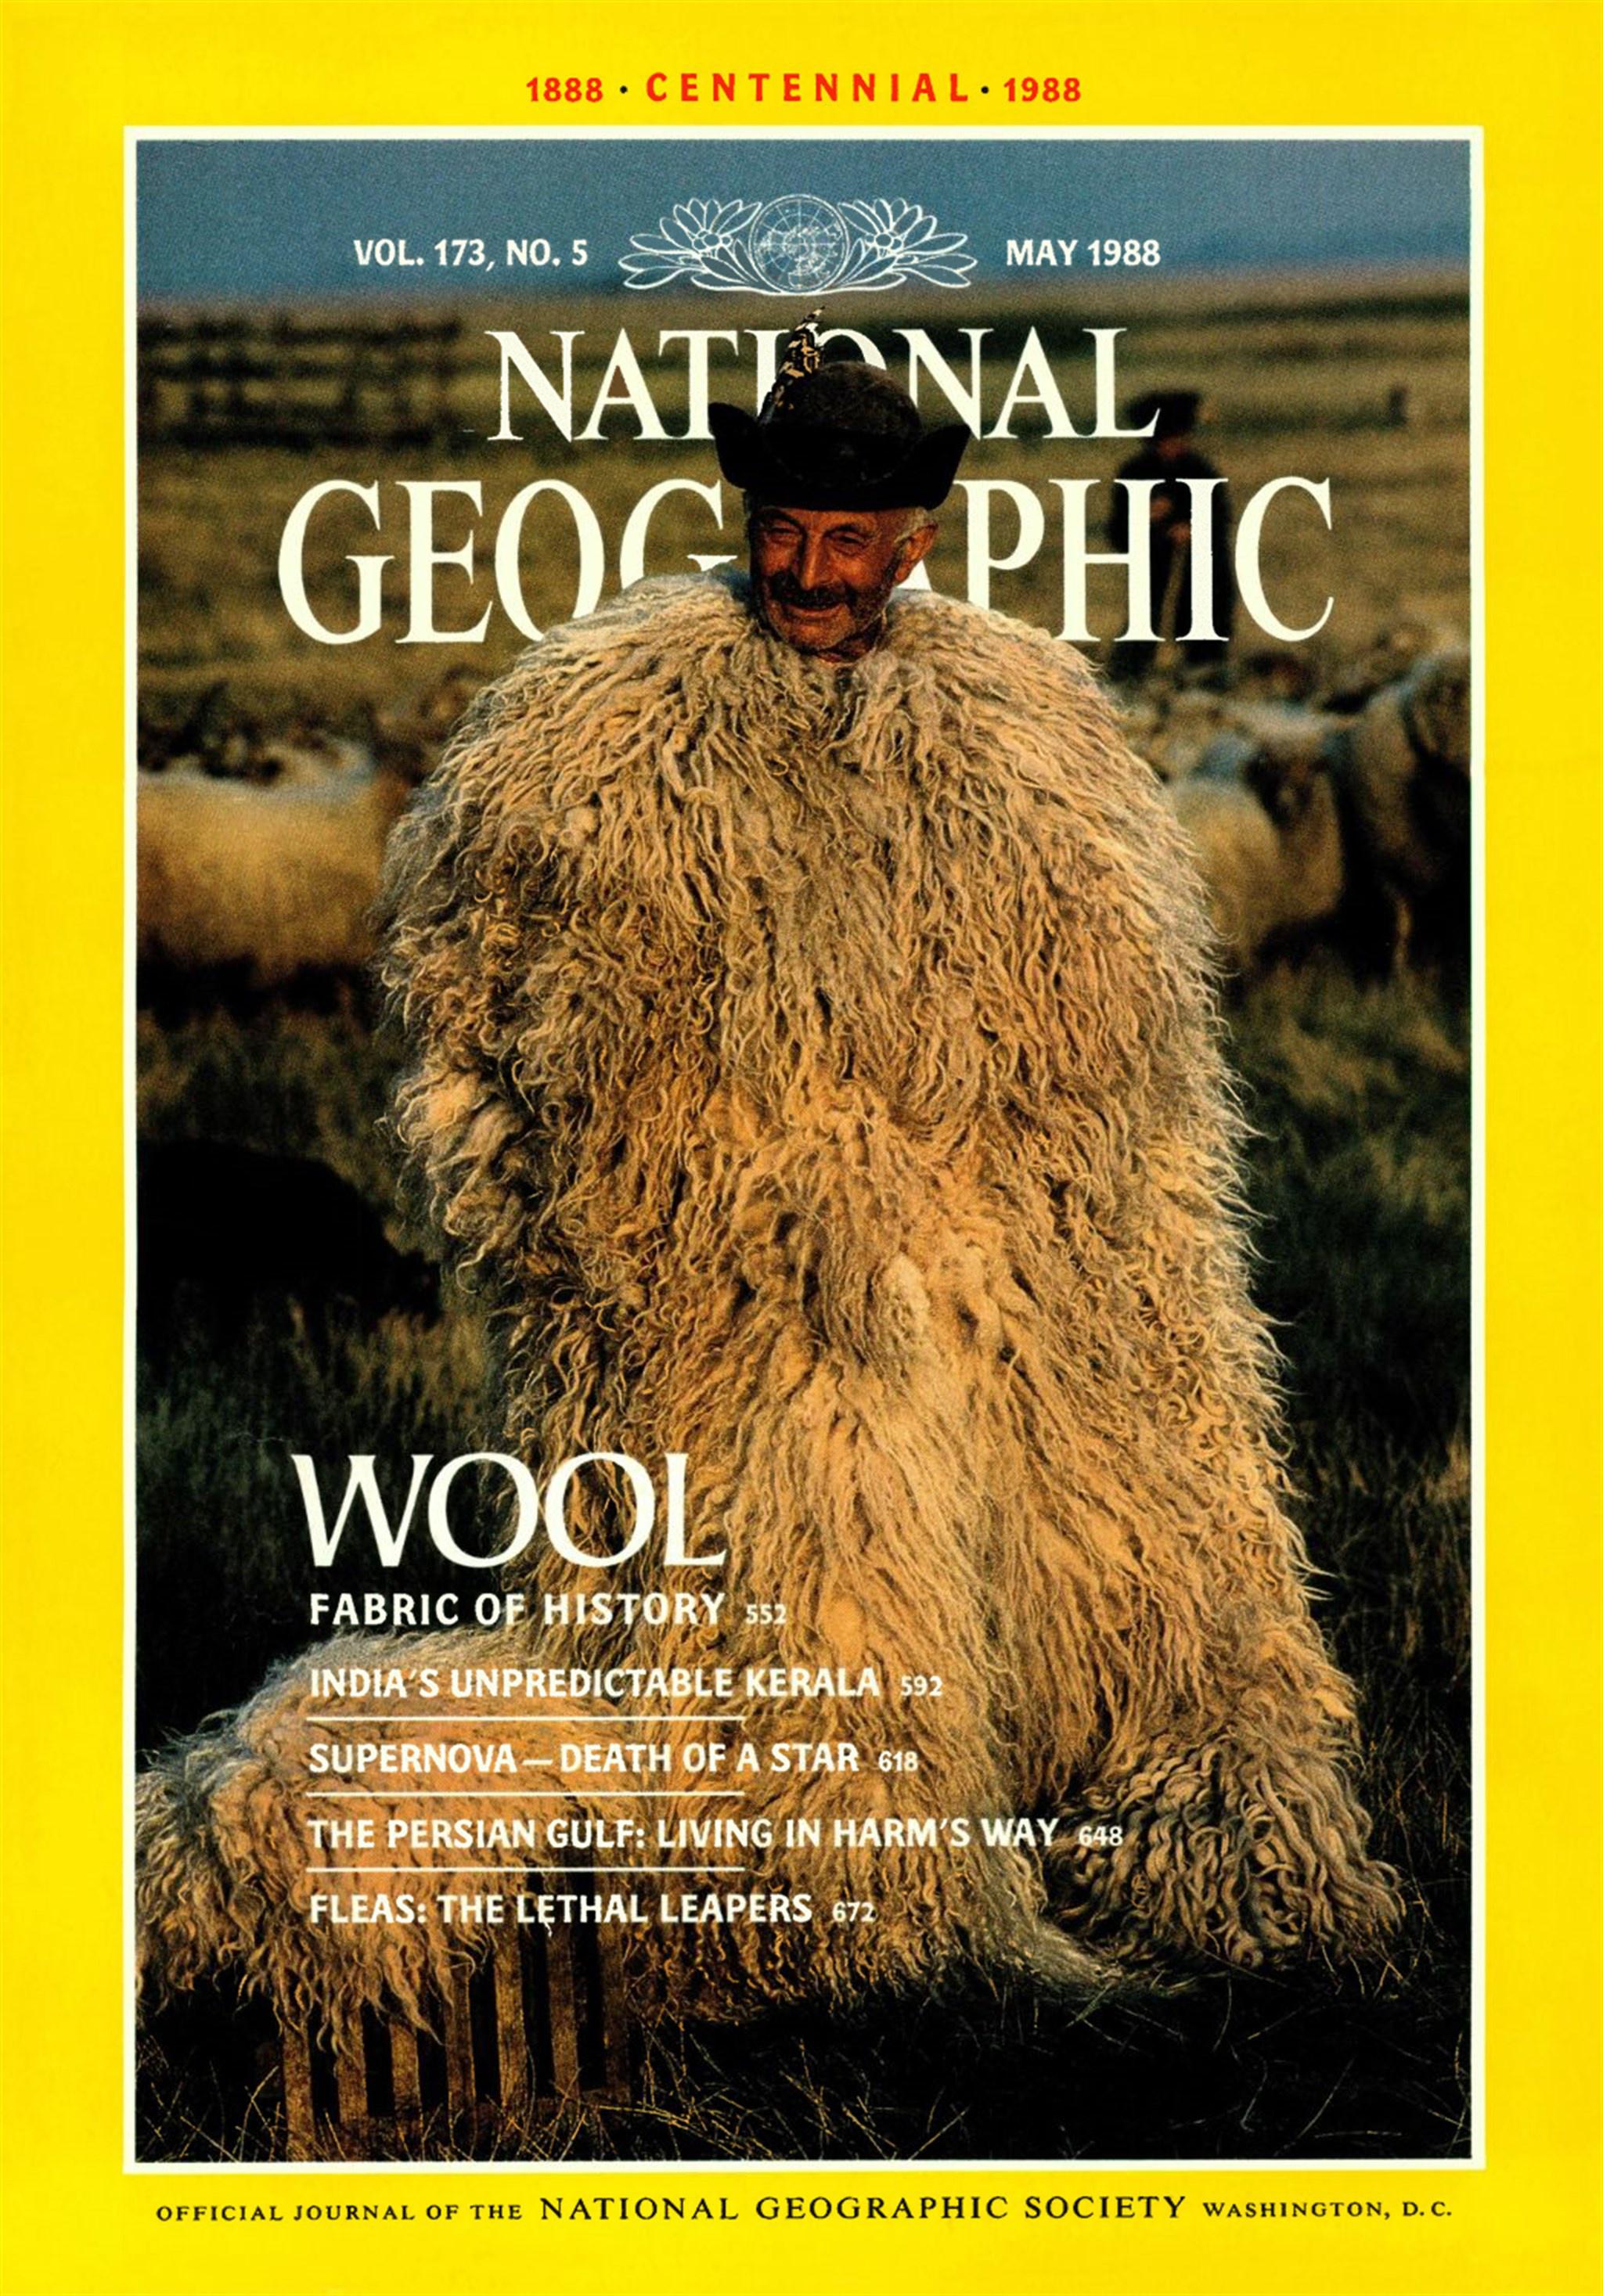 1888 · CENTENNIAL · 1988
VOL. 173, NO. 5 MAY 1988
NATIONAL
GEOGRAPHIC
WOOL
FABRIC OF HISTORY 552
INDIA'S UNPREDICTABLE KERALA 592
SUPERNOVA—DEATH OF A STAR 618
THE PERSIAN GULF: LIVING IN HARM'S WAY 648
FLEAS: THE LETHAL LEAPERS 672
OFFICIAL JOURNAL OF THE NATIONAL GEOGRAPHIC SOCIETY WASHINGTON, D.C.